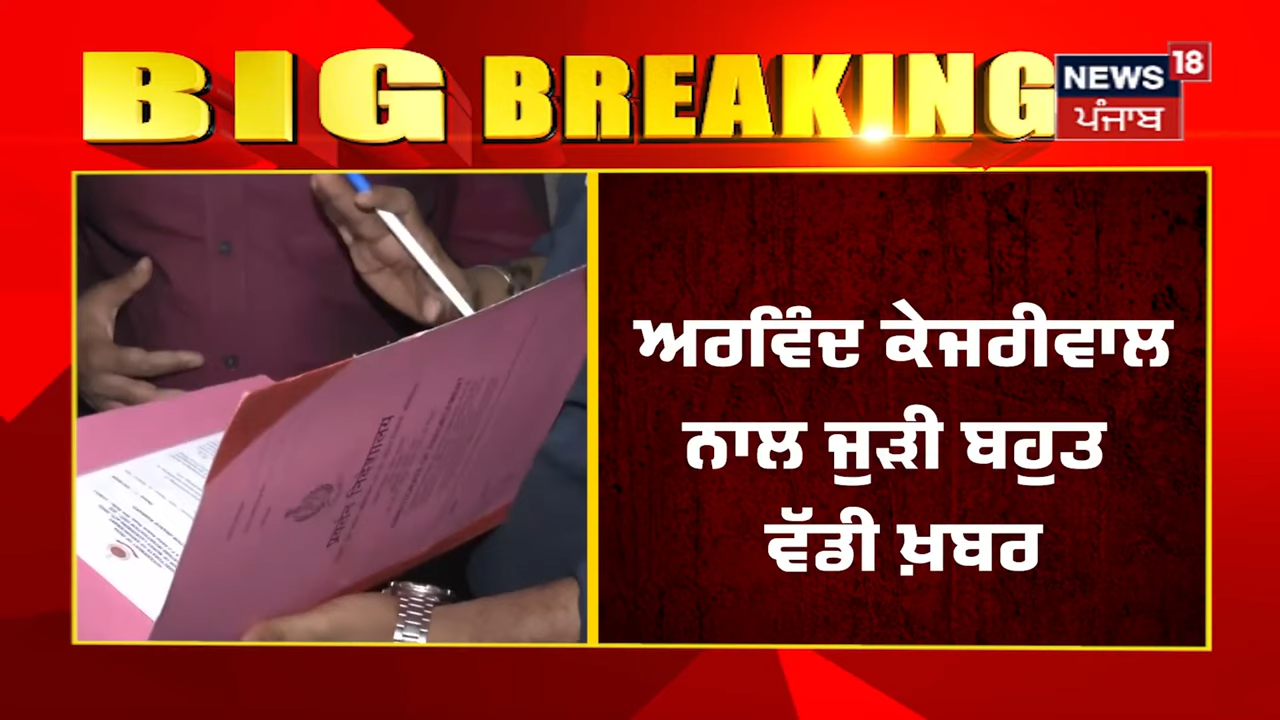 BIG BREAKING
NEWS 18
ਪੰਜਾਬ
ਅਰਵਿੰਦ ਕੇਜਰੀਵਾਲ
ਨਾਲ ਜੁੜੀ ਬਹੁਤ
ਵੱਡੀ ਖ਼ਬਰ